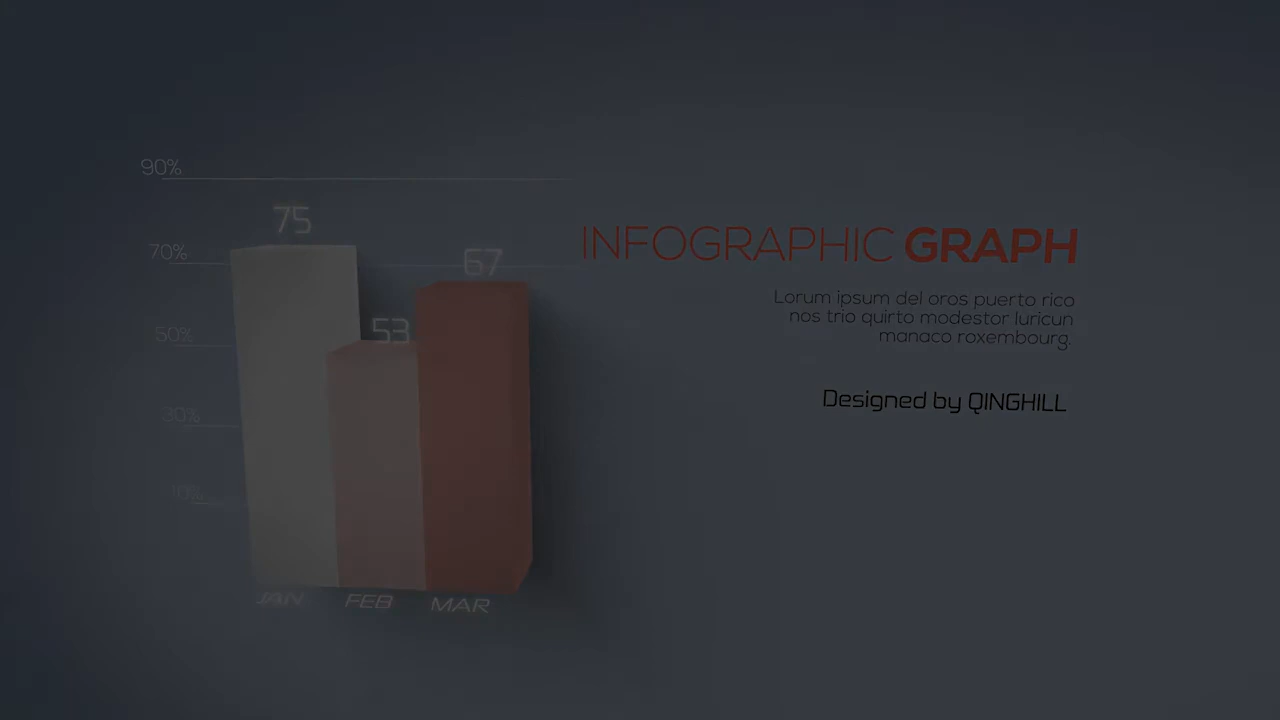 90%
75
70%
67
53
50%
30%
10%
JAN FEB MAR
INFOGRAPHIC GRAPH
Lorum ipsum del oros puerto rico
nos trio quirto modestor luricun
manaco roxembourg.
Designed by QINGHILL